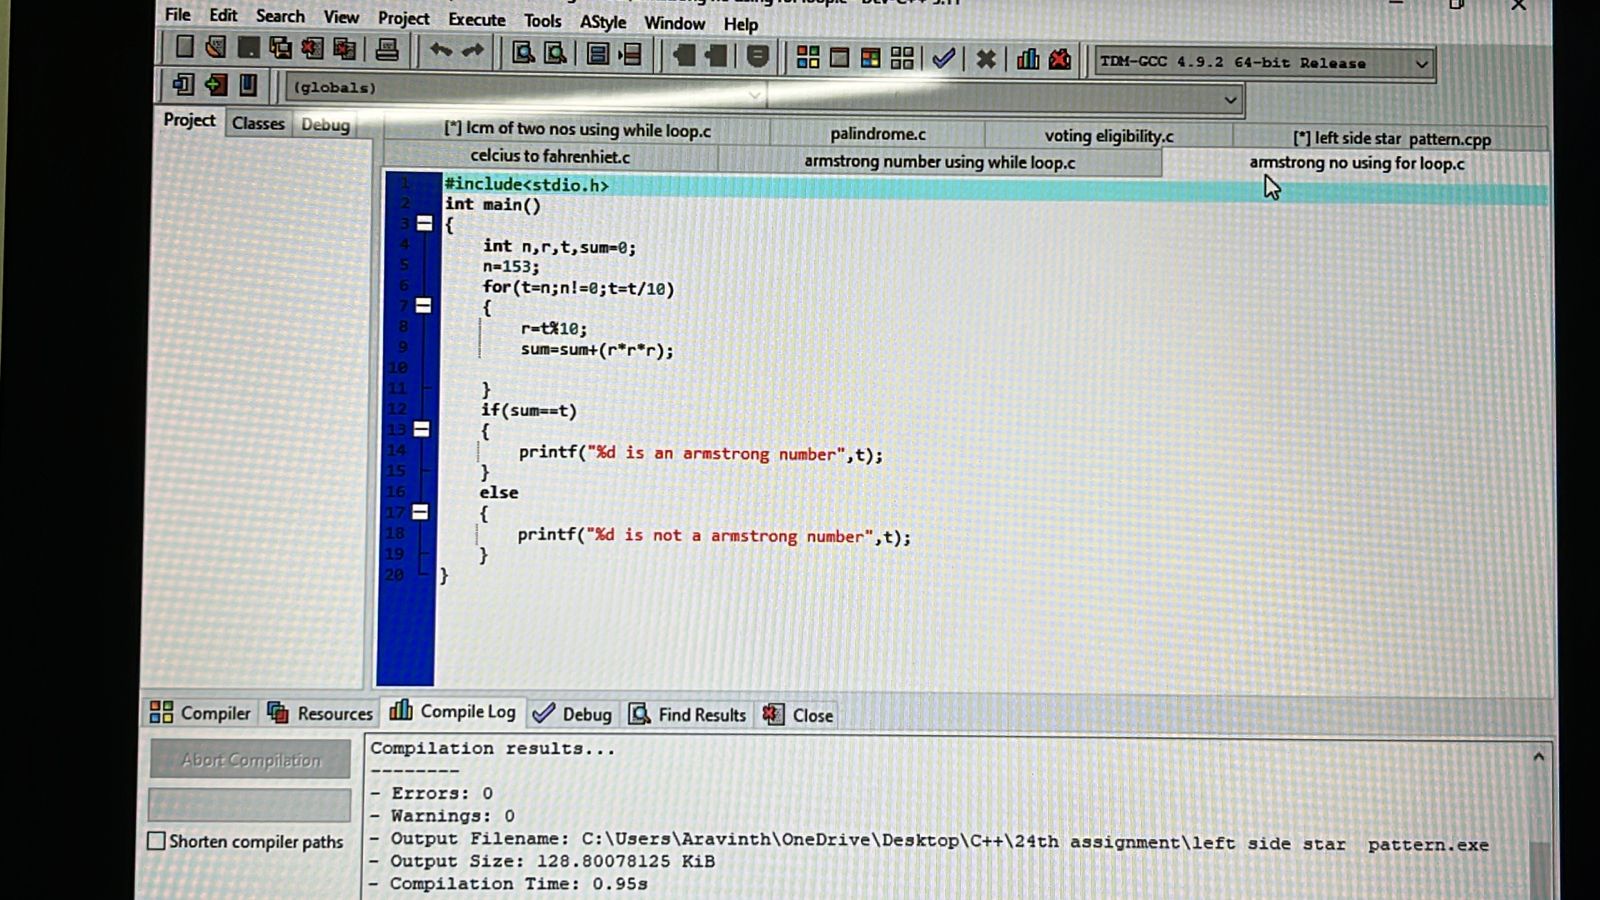 File Edit Search View Project Execute Tools AStyle Window Help
TDM-GCC 4.9.2 64-bit Release
(globals)
Project Classes Debug
[*] lcm of two nos using while loop.c palindrome.c voting eligibility.c [*] left side star pattern.cpp
celcius to fahrenhiet.c armstrong number using while loop.c armstrong no using for loop.c
1 #include<stdio.h>
2 int main()
3 {
4 int n,r,t,sum=0;
5 n=153;
6 for(t=n;n!=0;t=t/10)
7 {
8 r=t%10;
9 sum=sum+(r*r*r);
10
11 }
12 if(sum==t)
13 {
14 printf("%d is an armstrong number",t);
15 }
16 else
17 {
18 printf("%d is not a armstrong number",t);
19 }
20 }
Compiler Resources Compile Log Debug Find Results Close
Abort Compilation
Shorten compiler paths
Compilation results...
--------
- Errors: 0
- Warnings: 0
- Output Filename: C:\Users\Aravinth\OneDrive\Desktop\C++\24th assignment\left side star pattern.exe
- Output Size: 128.80078125 KiB
- Compilation Time: 0.95s